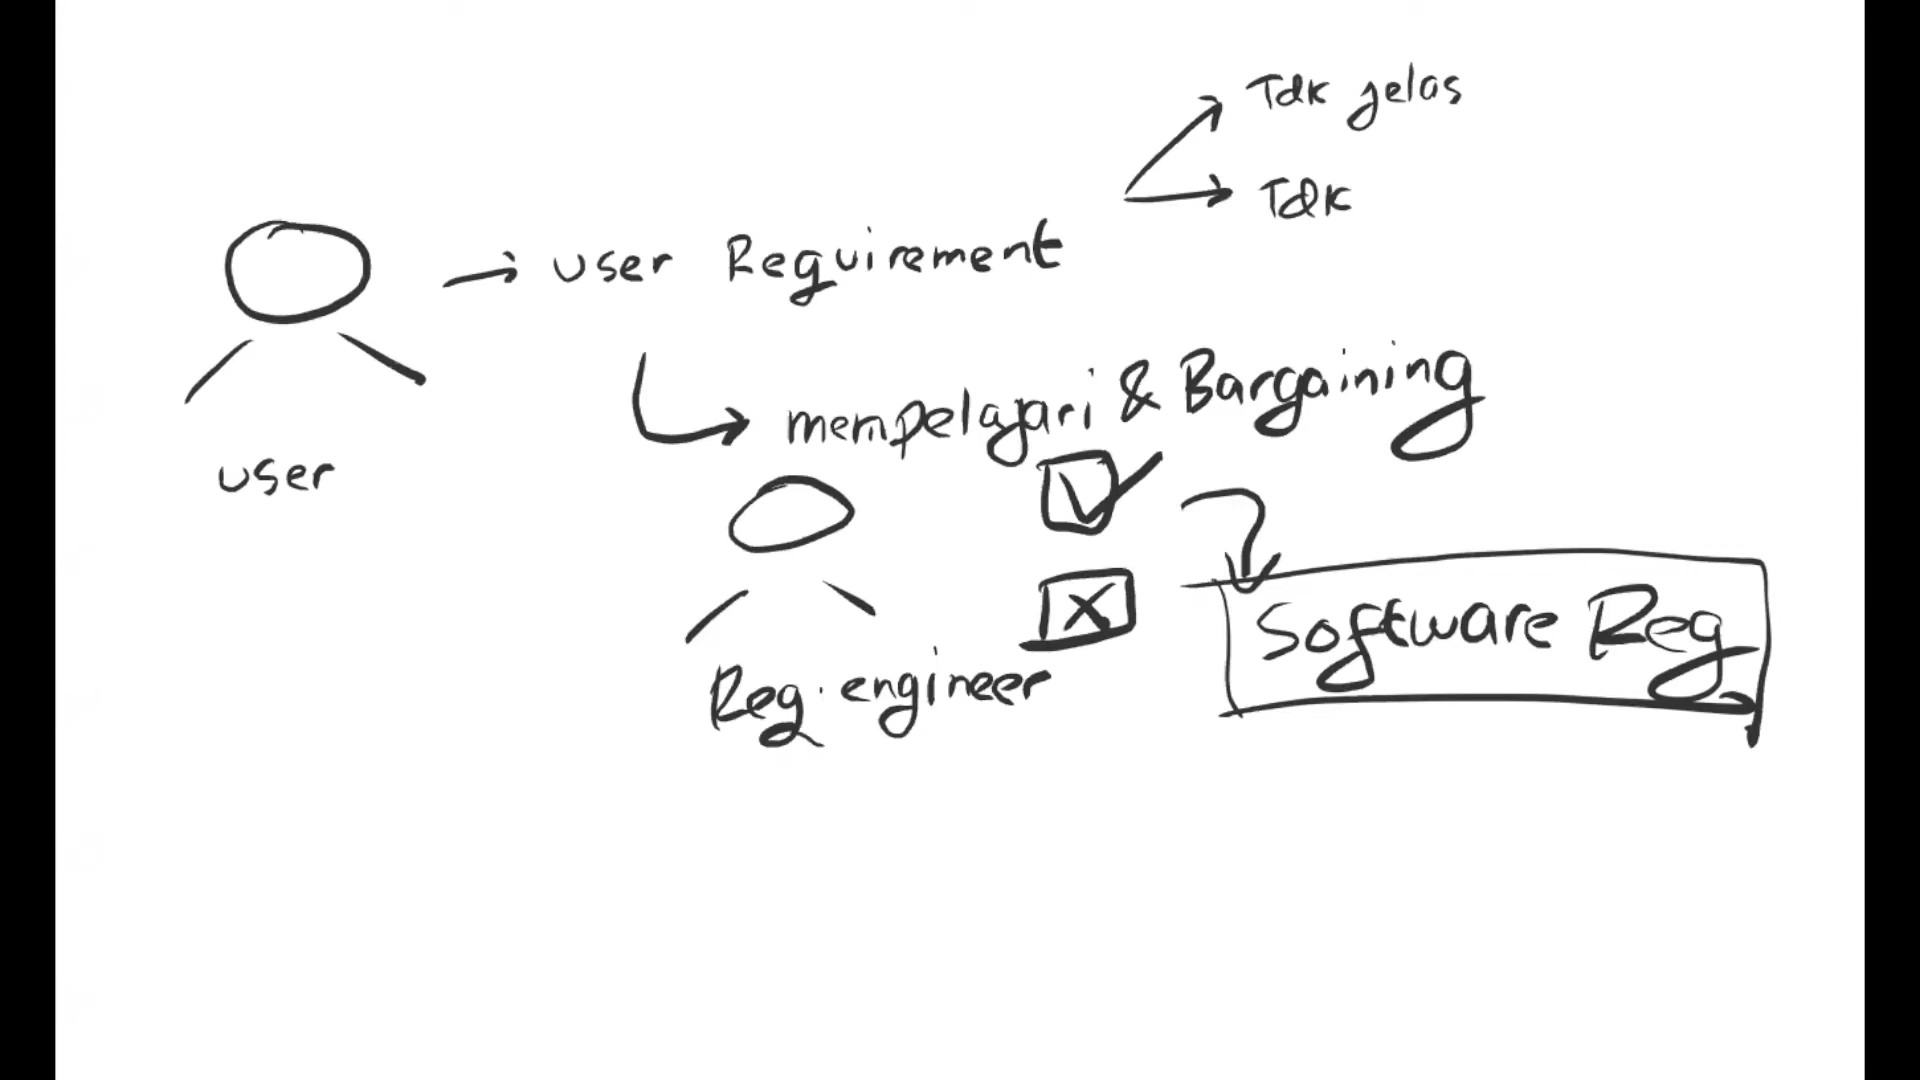 Tdk jelas
Tdk
user Requirement
mempelajari & Bargaining
user
Software Req
Req. engineer